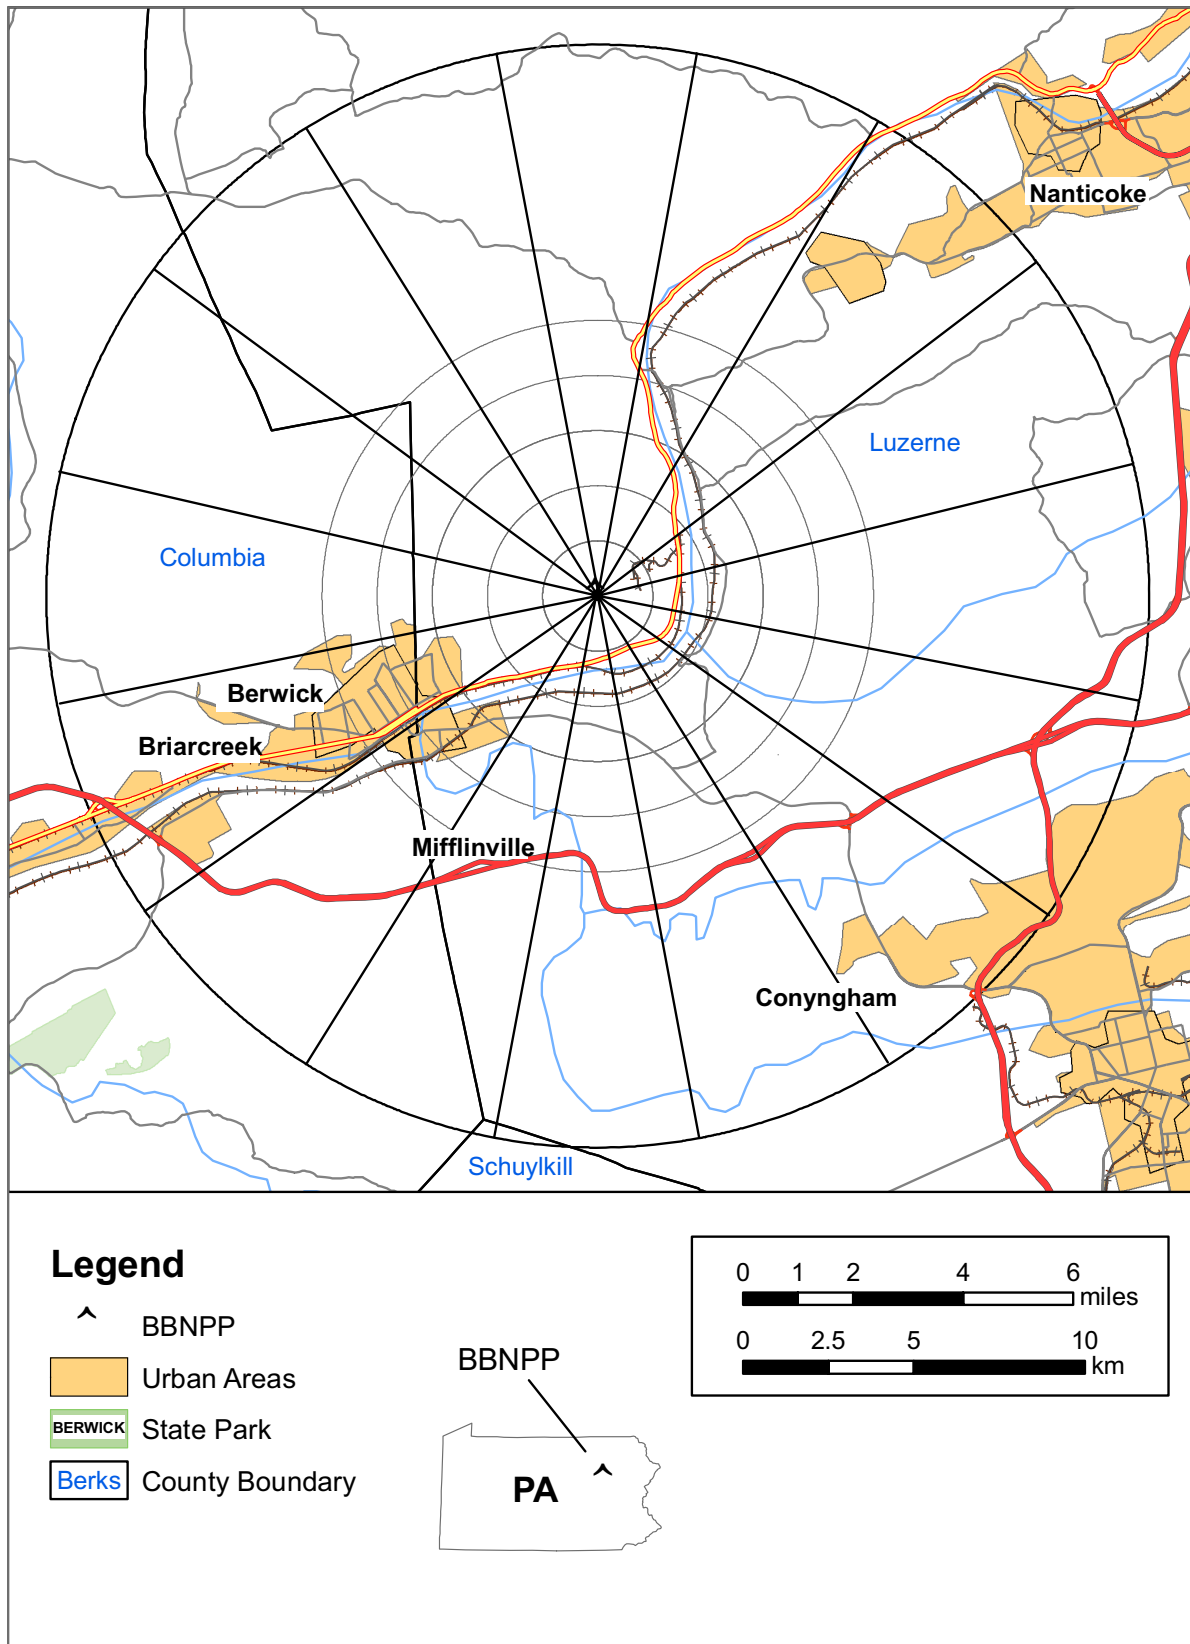 Nanticoke
Luzerne
Columbia
Berwick
Briarcreek
Mifflinville
Conyngham
Schuylkill
Legend
BBNPP
Urban Areas
BERWICK State Park
Berks County Boundary
BBNPP
PA
0 1 2 4 6
miles
0 2.5 5 10
km